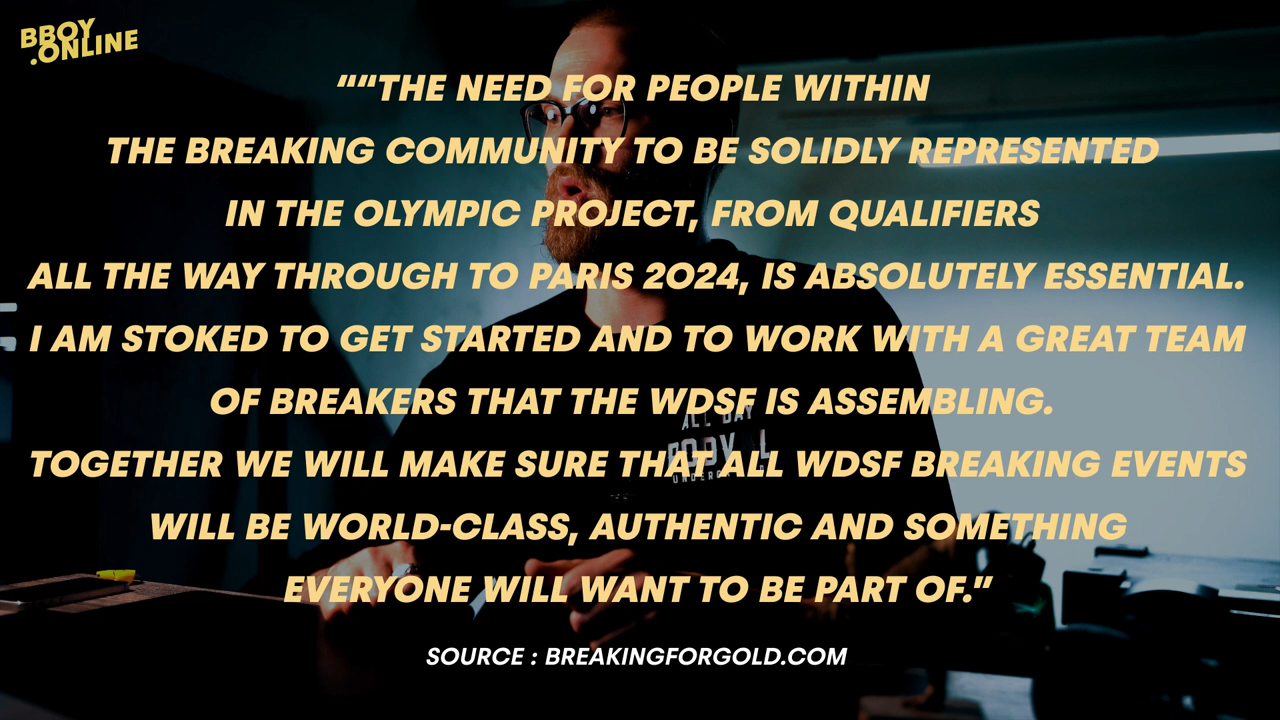 BBOY
.ONLINE
““THE NEED FOR PEOPLE WITHIN
THE BREAKING COMMUNITY TO BE SOLIDLY REPRESENTED
IN THE OLYMPIC PROJECT, FROM QUALIFIERS
ALL THE WAY THROUGH TO PARIS 2024, IS ABSOLUTELY ESSENTIAL.
I AM STOKED TO GET STARTED AND TO WORK WITH A GREAT TEAM
OF BREAKERS THAT THE WDSF IS ASSEMBLING.
ALL DAY
TOGETHER WE WILL MAKE SURE THAT ALL WDSF BREAKING EVENTS
WILL BE WORLD-CLASS, AUTHENTIC AND SOMETHING
EVERYONE WILL WANT TO BE PART OF.”
SOURCE : BREAKINGFORGOLD.COM